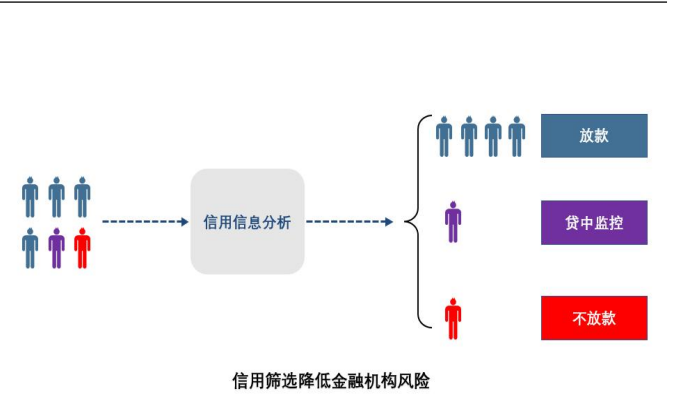 放款
信用信息分析
贷中监控
不放款
信用筛选降低金融机构风险